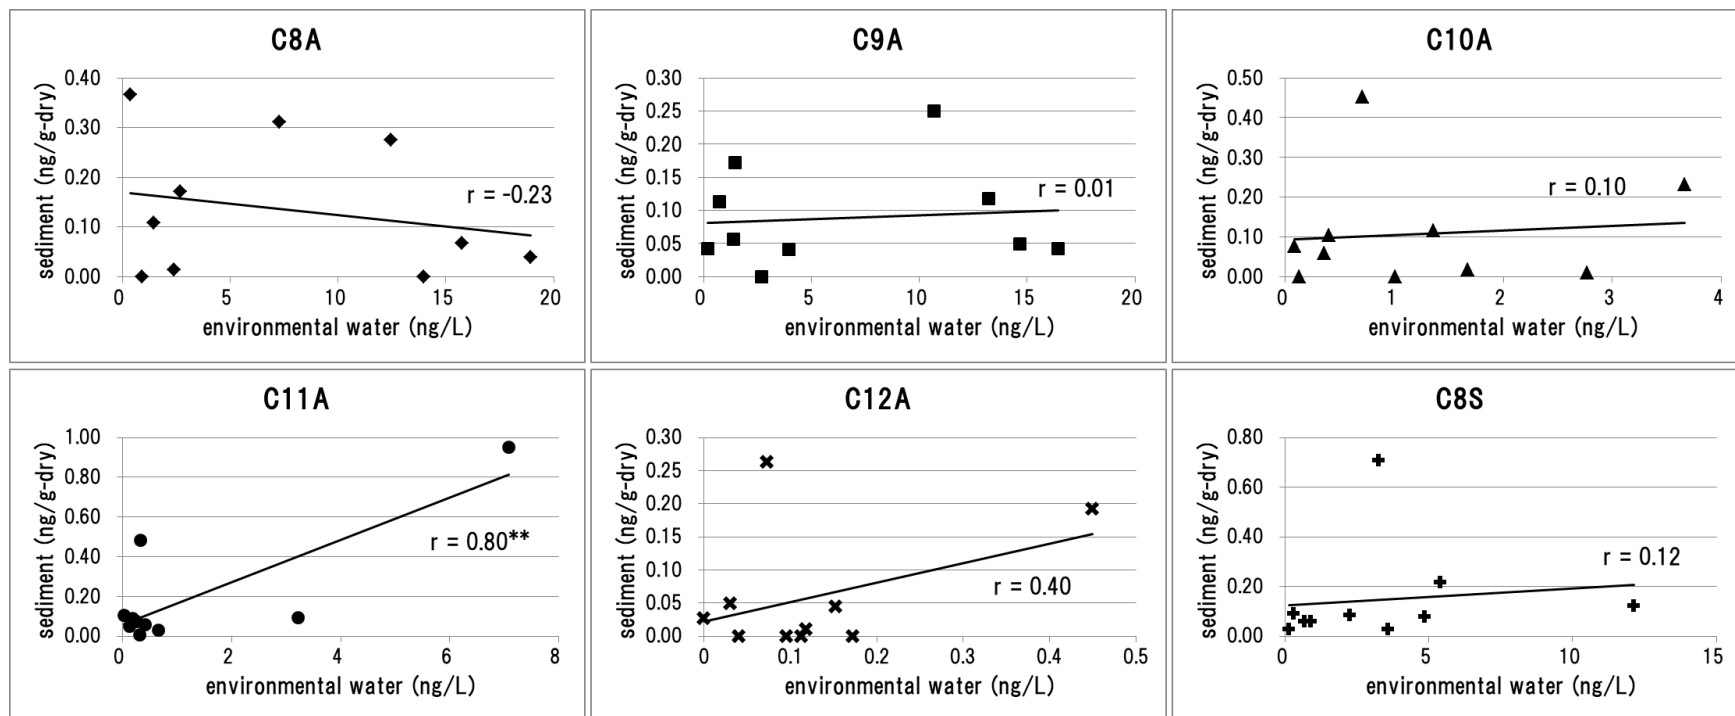 C8A
sediment (ng/g-dry)
0.40
0.30
0.20
0.10
0.00
r = -0.23
0 5 10 15 20
environmental water (ng/L)
C9A
sediment (ng/g-dry)
0.30
0.25
0.20
0.15
0.10
0.05
0.00
r = 0.01
0 5 10 15 20
environmental water (ng/L)
C10A
sediment (ng/g-dry)
0.50
0.40
0.30
0.20
0.10
0.00
r = 0.10
0 1 2 3 4
environmental water (ng/L)
C11A
sediment (ng/g-dry)
1.00
0.80
0.60
0.40
0.20
0.00
r = 0.80**
0 2 4 6 8
environmental water (ng/L)
C12A
sediment (ng/g-dry)
0.30
0.25
0.20
0.15
0.10
0.05
0.00
r = 0.40
0 0.1 0.2 0.3 0.4 0.5
environmental water (ng/L)
C8S
sediment (ng/g-dry)
0.80
0.60
0.40
0.20
0.00
r = 0.12
0 5 10 15
environmental water (ng/L)